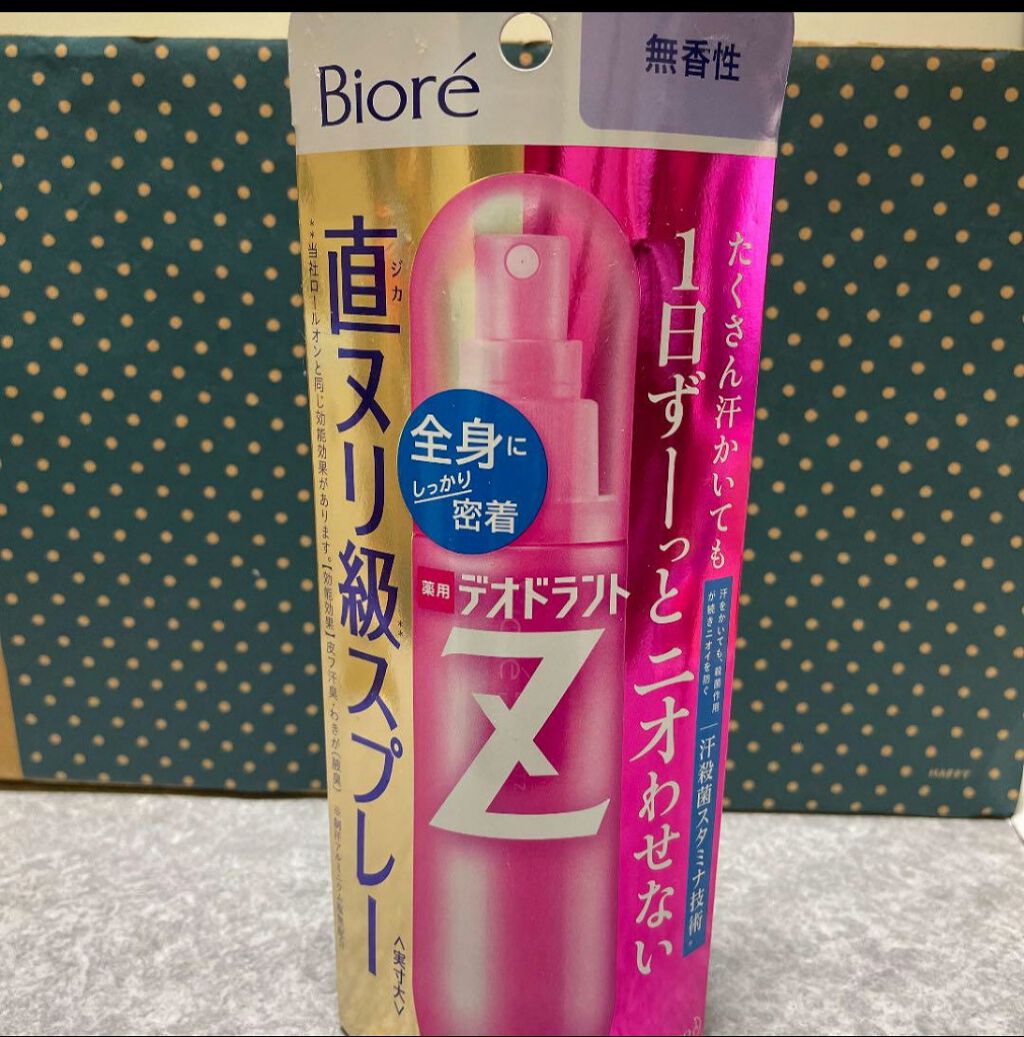 Bioré
無香性
たくさん汗かいても
1日ずーっとニオわせない
汗をかいても、殺菌作用
が続きニオイを防ぐ
汗殺菌スタミナ技術*
ジカ
直ヌリ級スプレー**
<実寸大>
**当社ロールオンと同じ効能効果があります。【効能効果】皮フ汗臭、わきが(腋臭)
全身に
しっかり
密着
薬用
デオドラント
Z
HAPPY